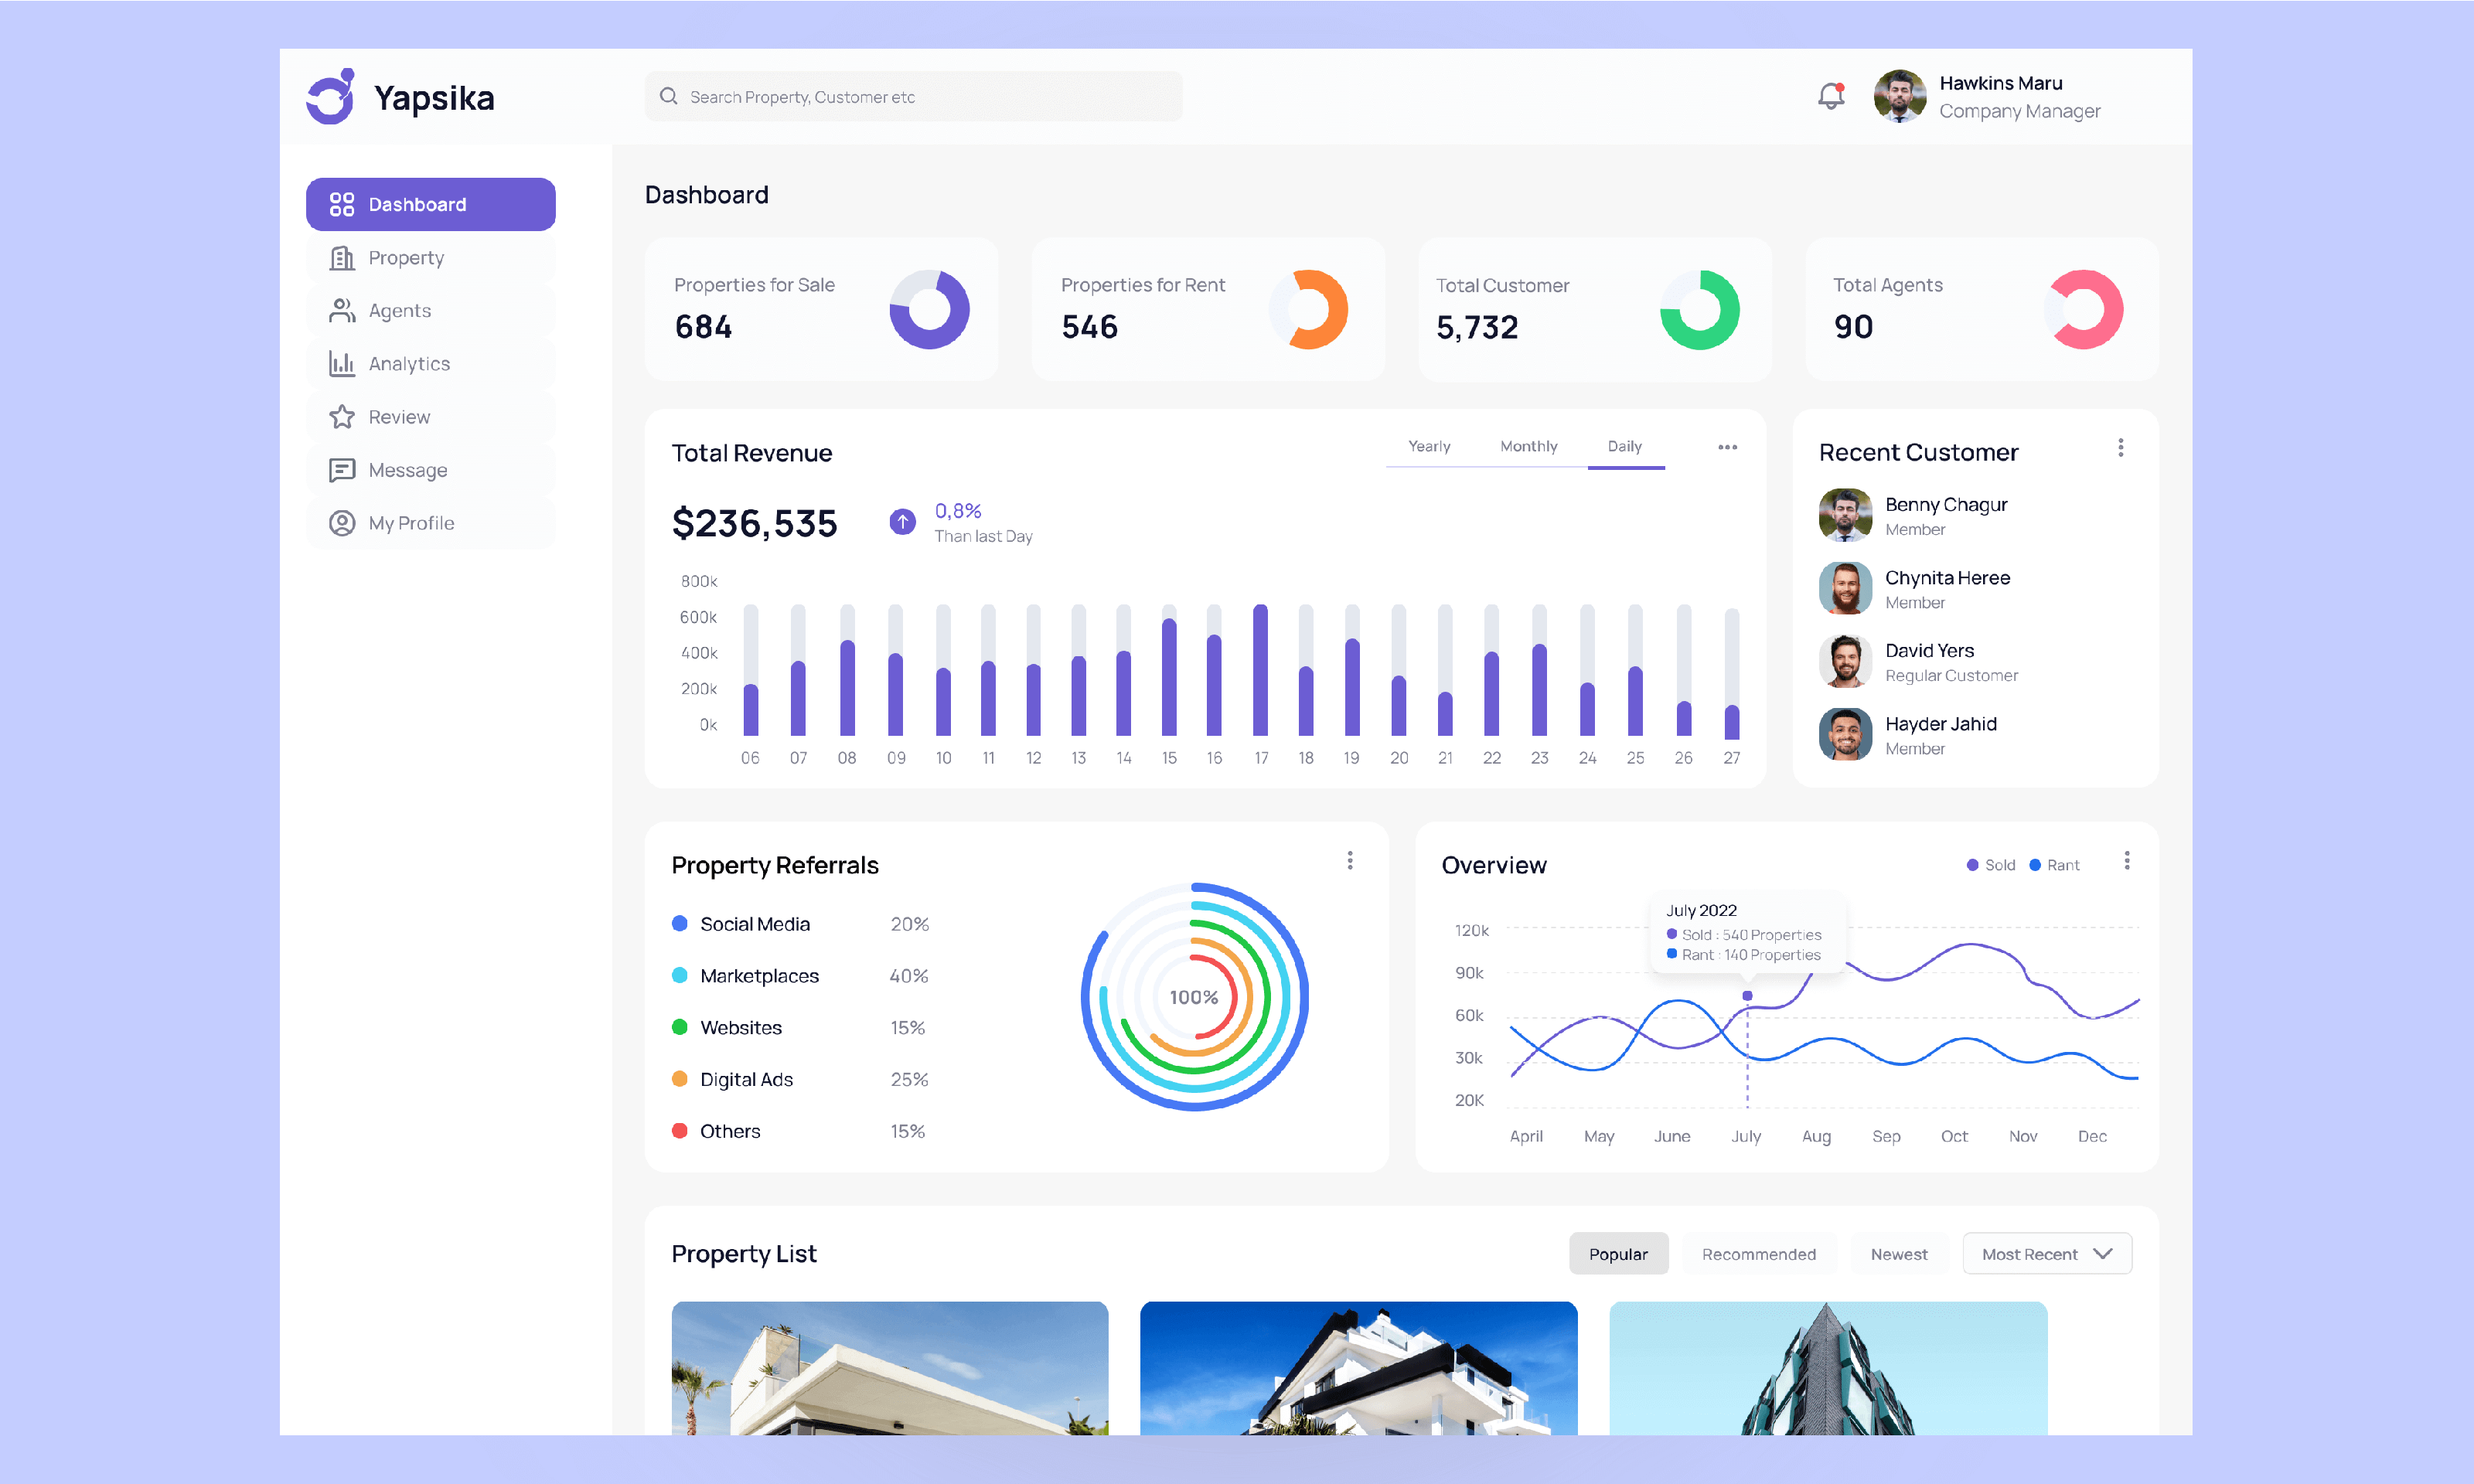 Yapsika
Search Property, Customer etc
Hawkins Maru
Company Manager
Dashboard
Property
Agents
Analytics
Review
Message
My Profile
Dashboard
Properties for Sale
684
Properties for Rent
546
Total Customer
5,732
Total Agents
90
Total Revenue
Yearly Monthly Daily
$236,535
0,8%
Than last Day
800k
600k
400k
200k
0k
06 07 08 09 10 11 12 13 14 15 16 17 18 19 20 21 22 23 24 25 26 27
Recent Customer
Benny Chagur
Member
Chynita Heree
Member
David Yers
Regular Customer
Hayder Jahid
Member
Property Referrals
Social Media 20%
Marketplaces 40%
Websites 15%
Digital Ads 25%
Others 15%
100%
Overview
Sold Rant
July 2022
Sold : 540 Properties
Rant : 140 Properties
120k
90k
60k
30k
20K
April May June July Aug Sep Oct Nov Dec
Property List
Popular Recommended Newest Most Recent